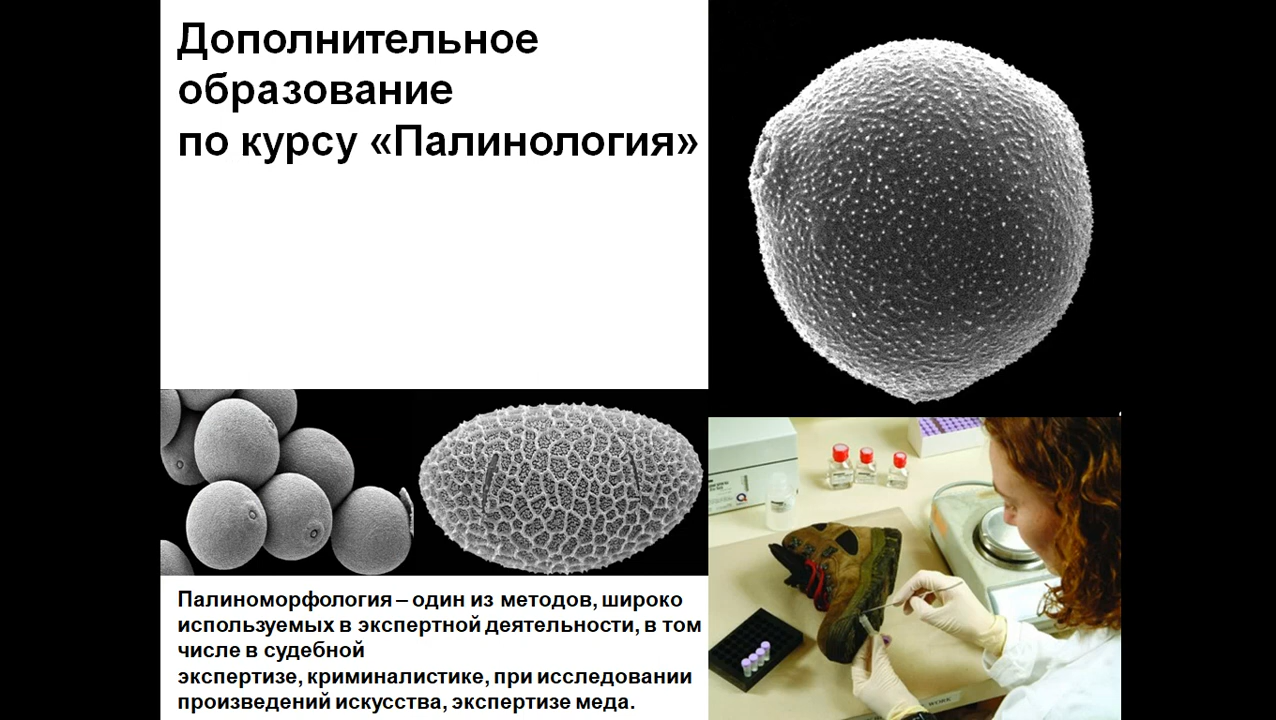 Дополнительное
образование
по курсу «Палинология»
Палиноморфология – один из методов, широко
используемых в экспертной деятельности, в том
числе в судебной
экспертизе, криминалистике, при исследовании
произведений искусства, экспертизе меда.